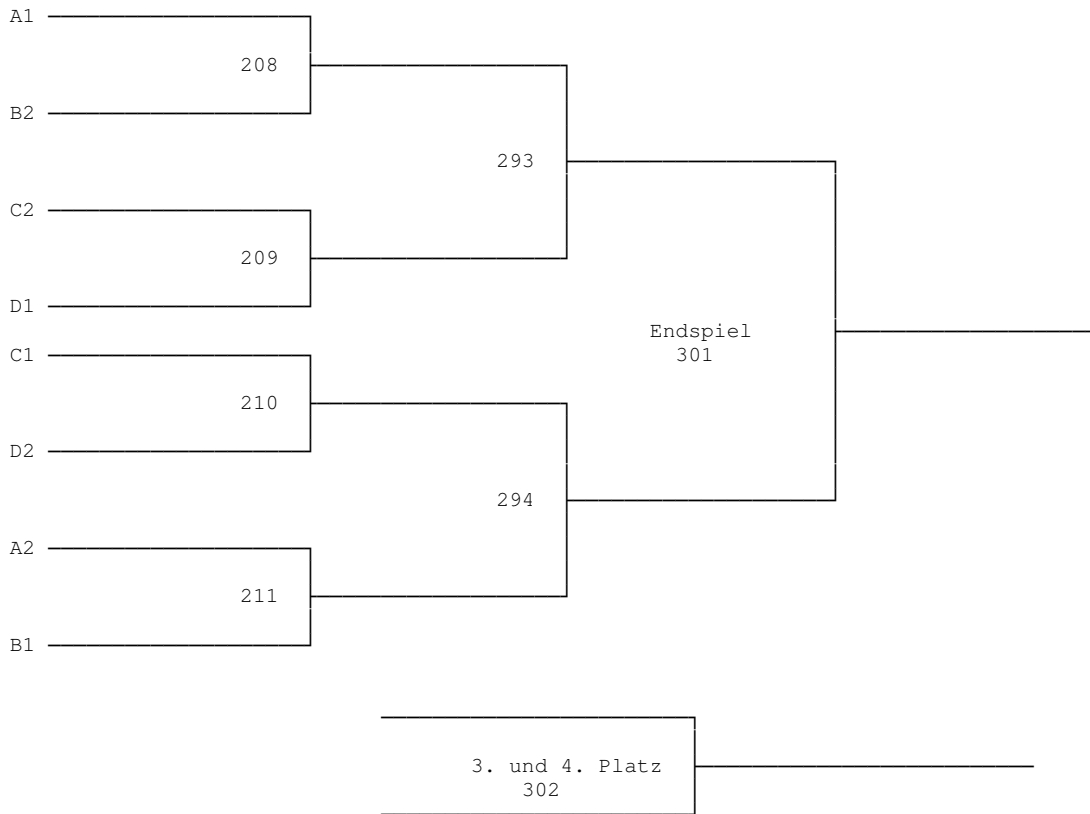 A1
208
B2
293
C2
209
D1
Endspiel
301
C1
210
D2
294
A2
211
B1
3. und 4. Platz
302